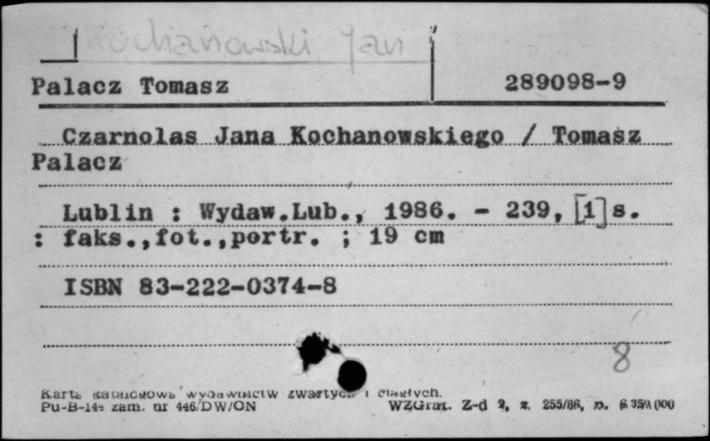 Kochanowski Jan
Palacz Tomasz 289098-9
Czarnolas Jana Kochanowskiego / Tomasz
Palacz
Lublin : Wydaw.Lub., 1986. - 239, [1] s.
: faks.,fot.,portr. ; 19 cm
ISBN 83-222-0374-8
8
Karta katalogowa wydawnictw zwartych i ciągłych.
Pu-B-144 zam. nr 446/DW/ON WZGraf. Z-d 2, z. 255/86, n.